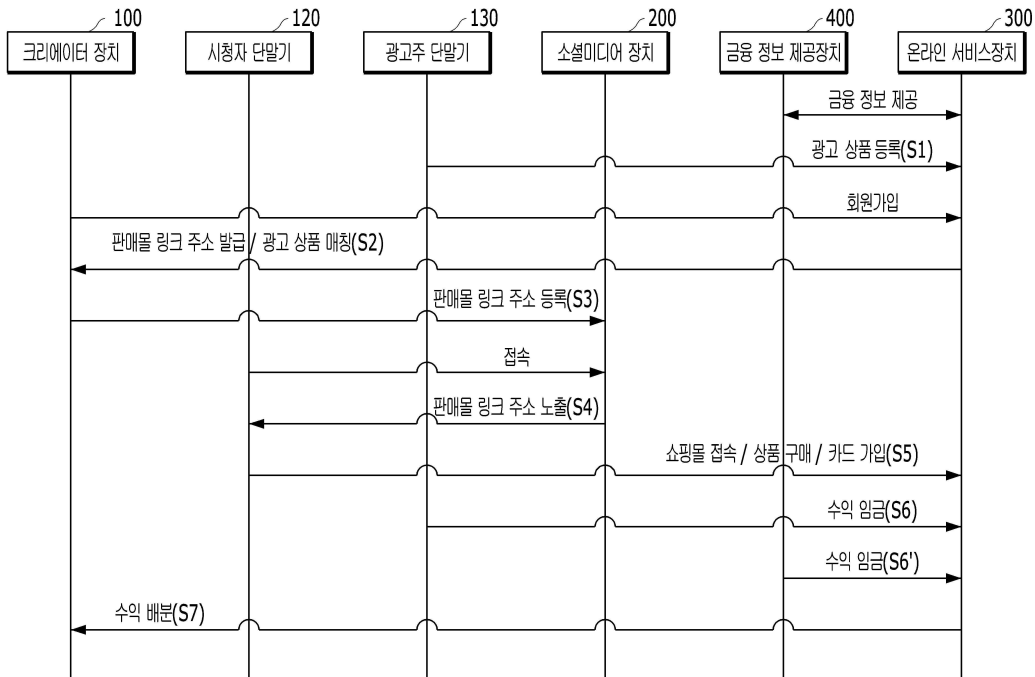 100
120
130
200
400
300
크리에이터 장치
시청자 단말기
광고주 단말기
소셜미디어 장치
금융 정보 제공장치
온라인 서비스장치
금융 정보 제공
광고 상품 등록(S1)
회원가입
판매몰 링크 주소 발급 / 광고 상품 매칭(S2)
판매몰 링크 주소 등록(S3)
접속
판매몰 링크 주소 노출(S4)
쇼핑몰 접속 / 상품 구매 / 카드 가입(S5)
수익 임금(S6)
수익 임금(S6')
수익 배분(S7)